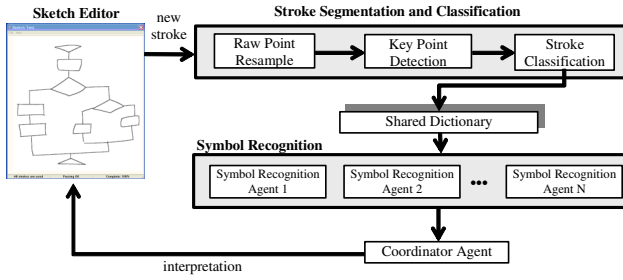 Sketch Editor
new
stroke
Stroke Segmentation and Classification
Raw Point
Resample
Key Point
Detection
Stroke
Classification
Shared Dictionary
Symbol Recognition
Symbol Recognition
Agent 1
Symbol Recognition
Agent 2
•••
Symbol Recognition
Agent N
Coordinator Agent
interpretation